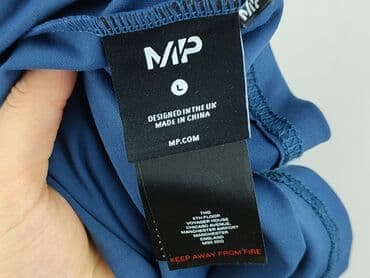 MP
L
DESIGNED IN THE UK
MADE IN CHINA
MP.COM
THG
5TH FLOOR
VOYAGER HOUSE
CHICAGO AVENUE
MANCHESTER AIRPORT
MANCHESTER
ENGLAND
M90 3DQ
KEEP AWAY FROM FIRE